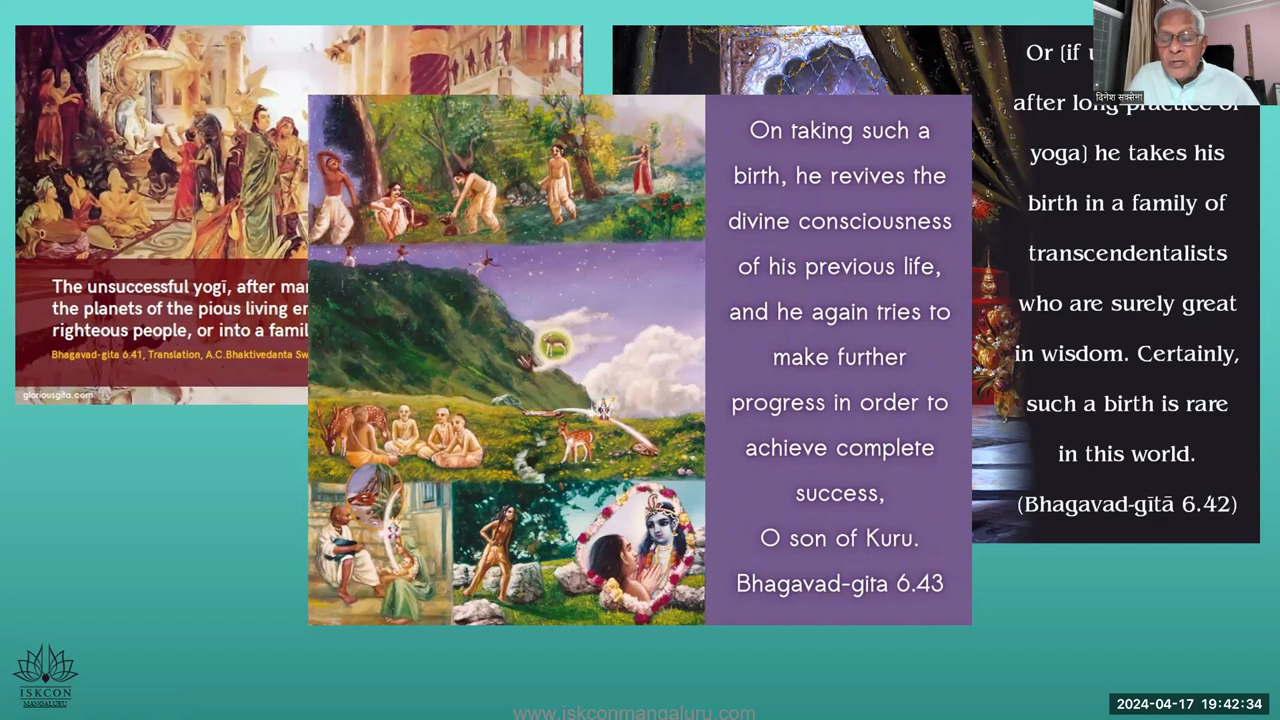 The unsuccessful yogī, after
the planets of the pious living
righteous people, or into a
Bhagavad-gita 6.41, Translation, A.C.Bhaktivedanta
gloriousgita.com
On taking such a
birth, he revives the
divine consciousness
of his previous life,
and he again tries to
make further
progress in order to
achieve complete
success,
O son of Kuru.
Bhagavad-gita 6.43
Or (if
after long practice of
yoga) he takes his
birth in a family of
transcendentalists
who are surely great
in wisdom. Certainly,
such a birth is rare
in this world.
(Bhagavad-gītā 6.42)
दिनेश सक्सेना
ISKCON
MANGALURU
www.iskconmangaluru.com
2024-04-17 19:42:34